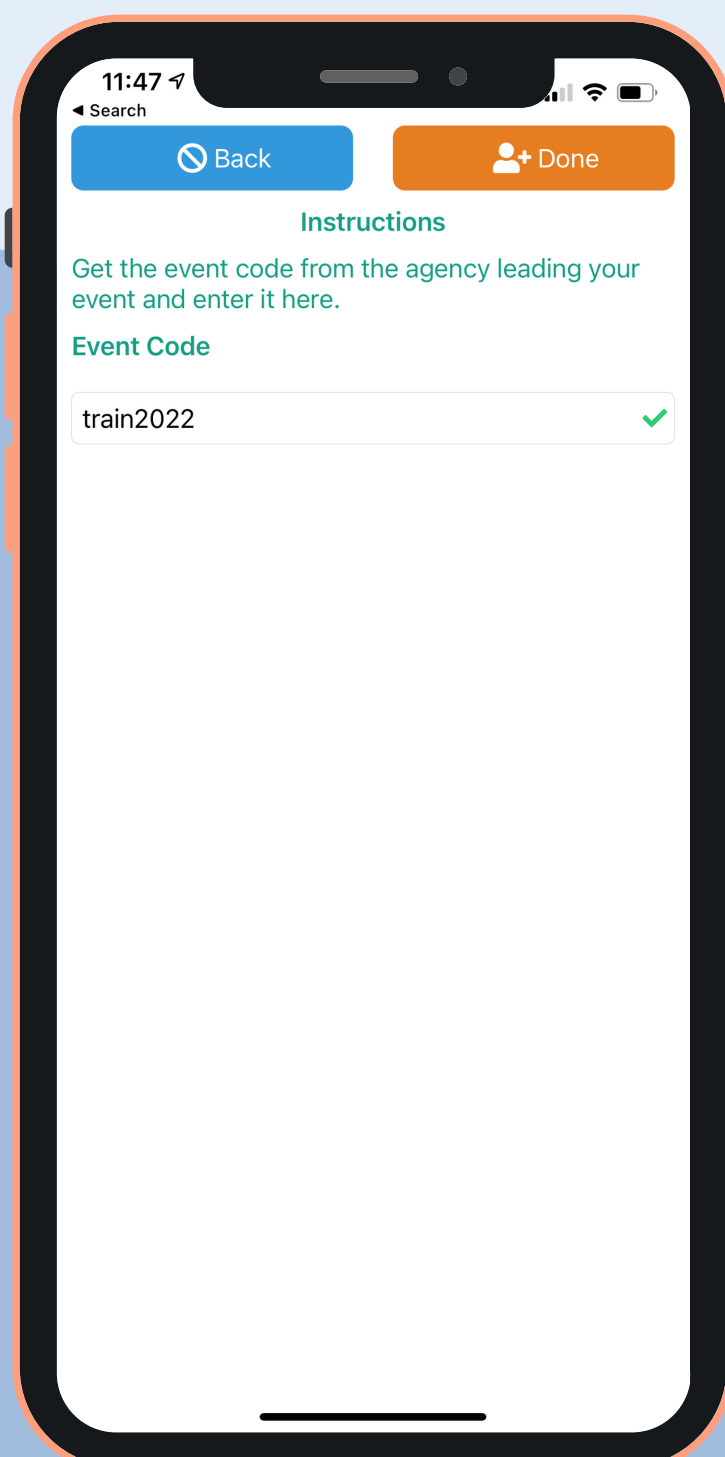 11:47
◀ Search
Back
Done
Instructions
Get the event code from the agency leading your
event and enter it here.
Event Code
train2022